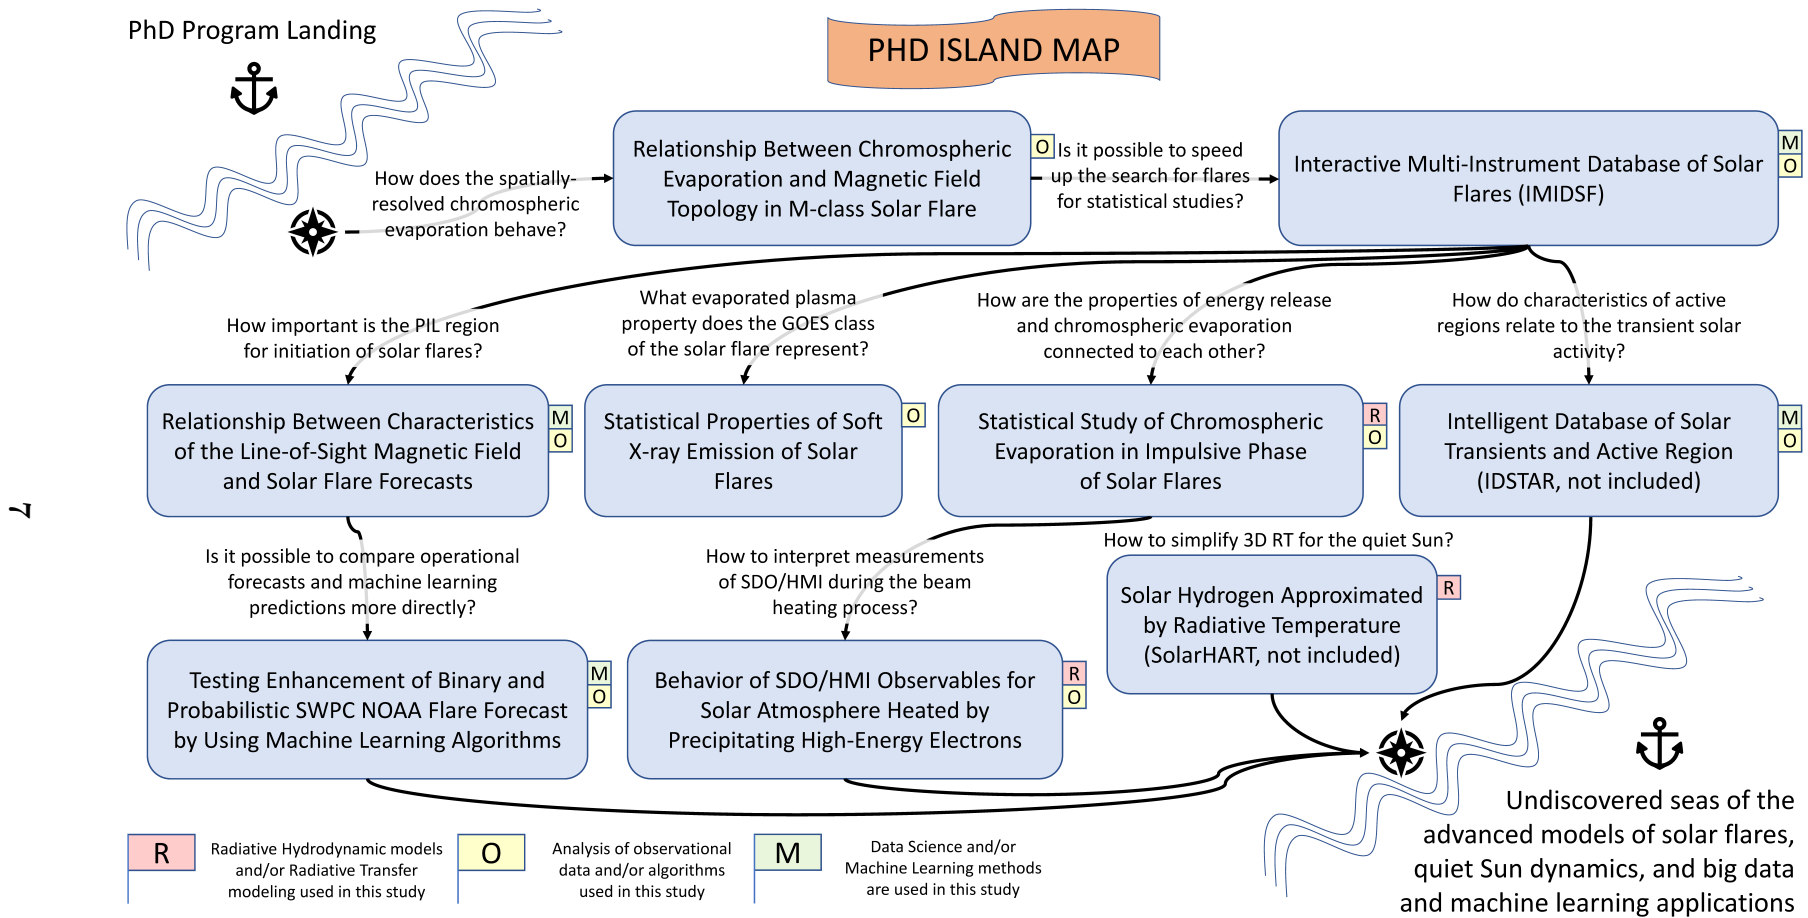 PhD Program Landing
PHD ISLAND MAP
How does the spatially-
resolved chromospheric
evaporation behave?
Relationship Between Chromospheric
Evaporation and Magnetic Field
Topology in M-class Solar Flare
O
Is it possible to speed
up the search for flares
for statistical studies?
Interactive Multi-Instrument Database of Solar
Flares (IMIDSF)
M
O
How important is the PIL region
for initiation of solar flares?
What evaporated plasma
property does the GOES class
of the solar flare represent?
How are the properties of energy release
and chromospheric evaporation
connected to each other?
How do characteristics of active
regions relate to the transient solar
activity?
Relationship Between Characteristics
of the Line-of-Sight Magnetic Field
and Solar Flare Forecasts
M
O
Statistical Properties of Soft
X-ray Emission of Solar
Flares
O
Statistical Study of Chromospheric
Evaporation in Impulsive Phase
of Solar Flares
R
O
Intelligent Database of Solar
Transients and Active Region
(IDSTAR, not included)
M
O
7
Is it possible to compare operational
forecasts and machine learning
predictions more directly?
How to interpret measurements
of SDO/HMI during the beam
heating process?
How to simplify 3D RT for the quiet Sun?
Solar Hydrogen Approximated
by Radiative Temperature
(SolarHART, not included)
R
Testing Enhancement of Binary and
Probabilistic SWPC NOAA Flare Forecast
by Using Machine Learning Algorithms
M
O
Behavior of SDO/HMI Observables for
Solar Atmosphere Heated by
Precipitating High-Energy Electrons
R
O
Undiscovered seas of the
advanced models of solar flares,
quiet Sun dynamics, and big data
and machine learning applications
R
Radiative Hydrodynamic models
and/or Radiative Transfer
modeling used in this study
O
Analysis of observational
data and/or algorithms
used in this study
M
Data Science and/or
Machine Learning methods
are used in this study